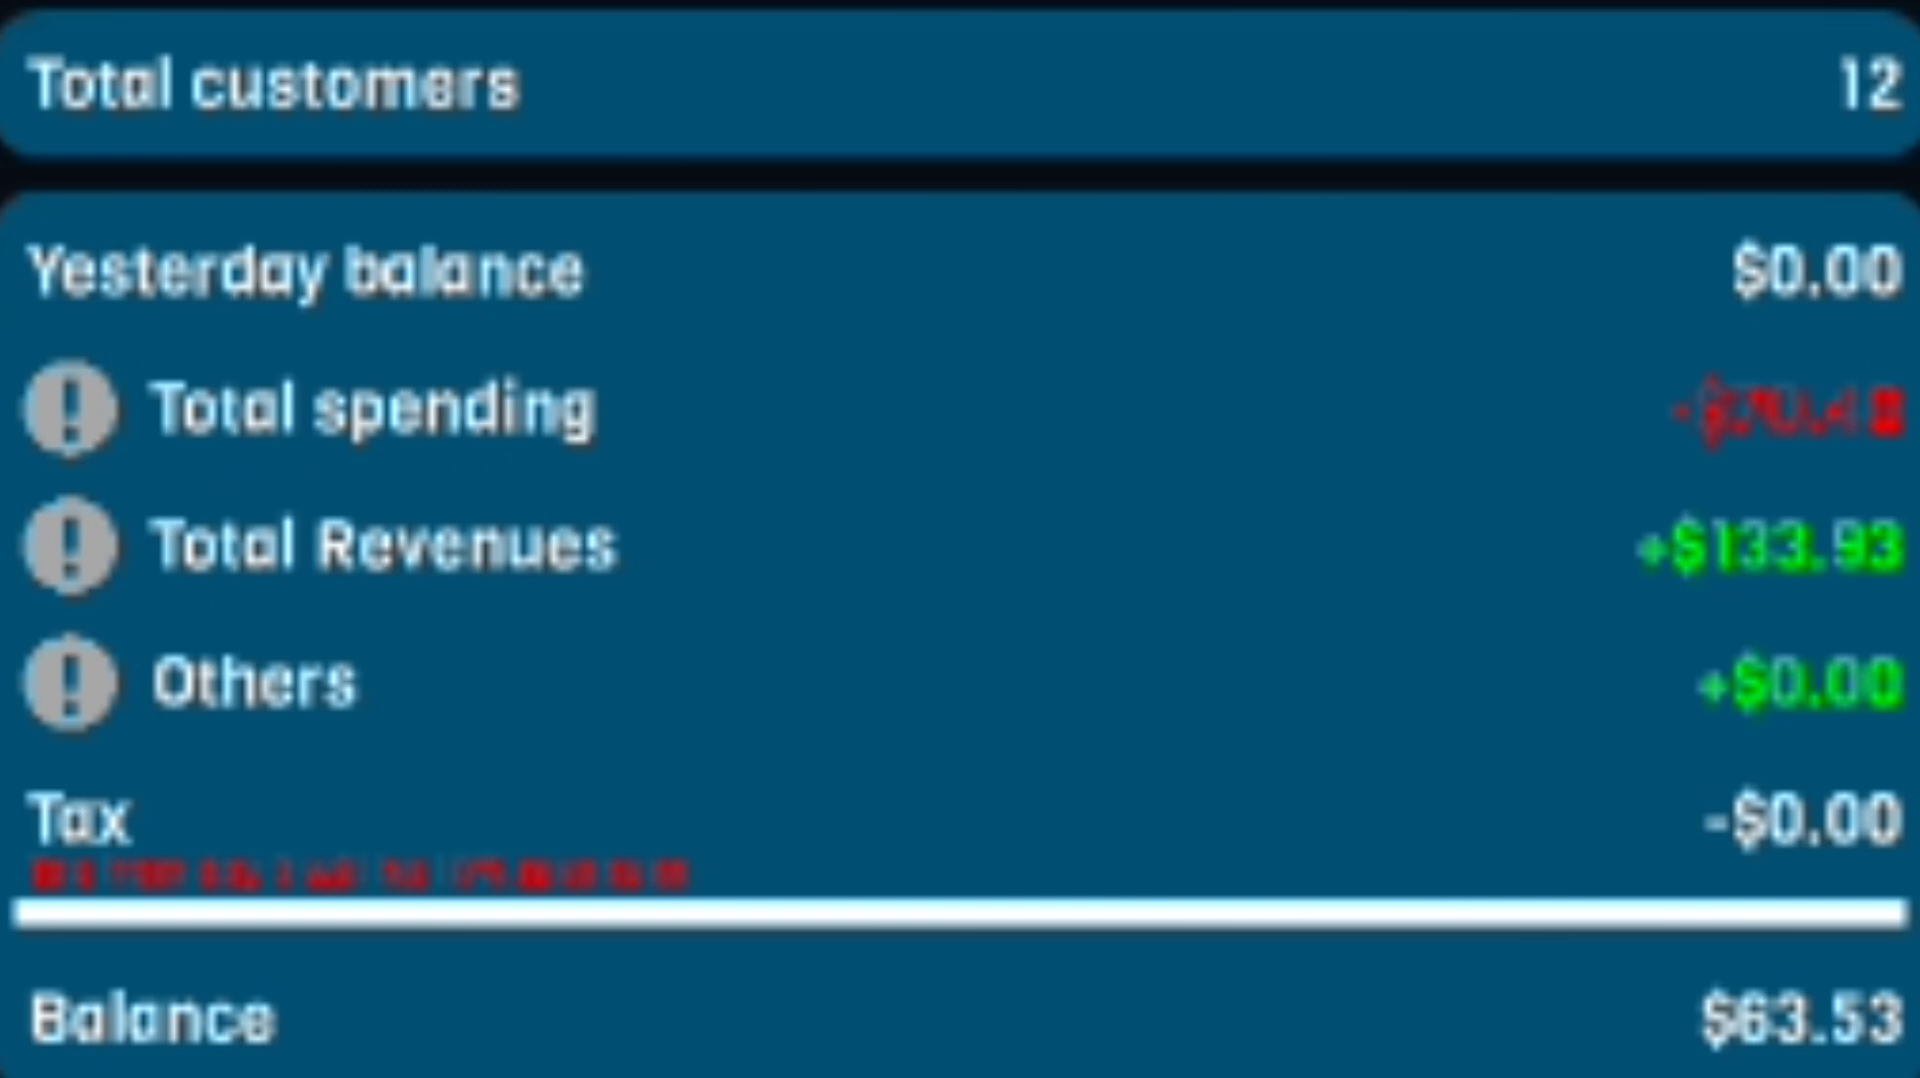 Total customers 12
Yesterday balance $0.00
Total spending
Total Revenues +$133.93
Others +$0.00
Tax -$0.00
Balance $63.53